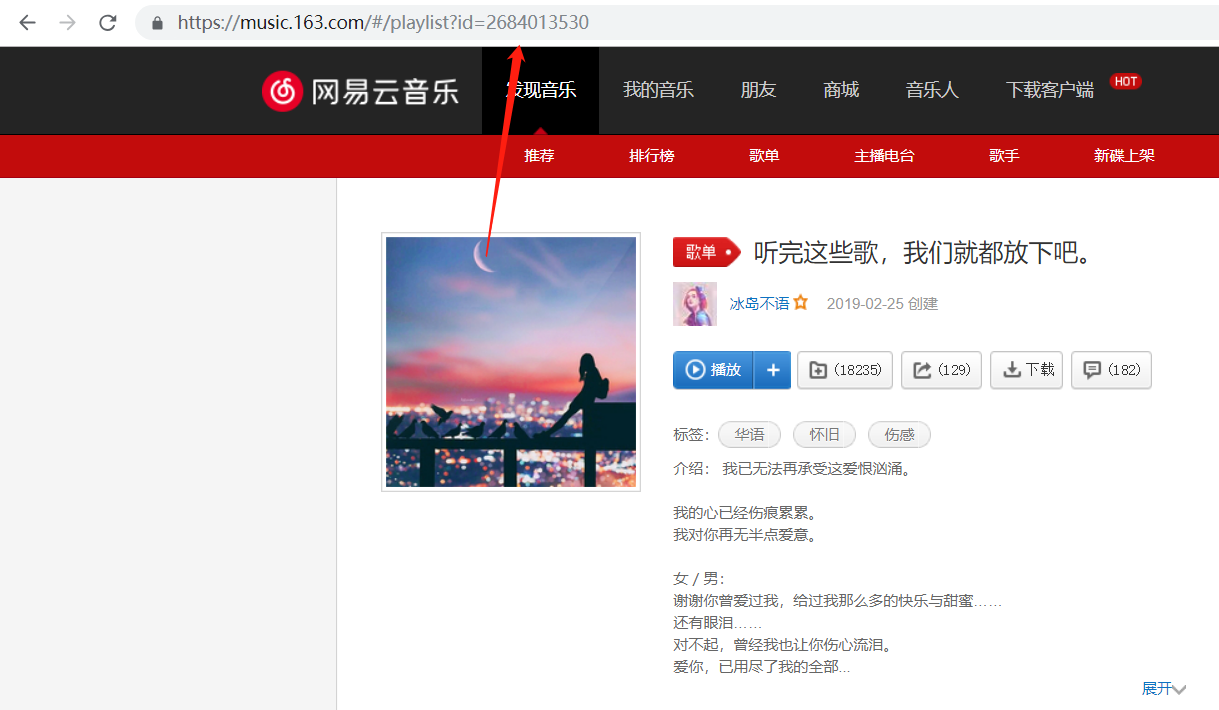 https://music.163.com/#/playlist?id=2684013530
网易云音乐 发现音乐 我的音乐 朋友 商城 音乐人 下载客户端 HOT
推荐 排行榜 歌单 主播电台 歌手 新碟上架
歌单 听完这些歌，我们就都放下吧。
冰岛不语 2019-02-25 创建
播放 + (18235) (129) 下载 (182)
标签： 华语 怀旧 伤感
介绍： 我已无法再承受这爱恨汹涌。
我的心已经伤痕累累。
我对你再无半点爱意。
女 / 男：
谢谢你曾爱过我，给过我那么多的快乐与甜蜜……
还有眼泪……
对不起，曾经我也让你伤心流泪。
爱你，已用尽了我的全部...
展开